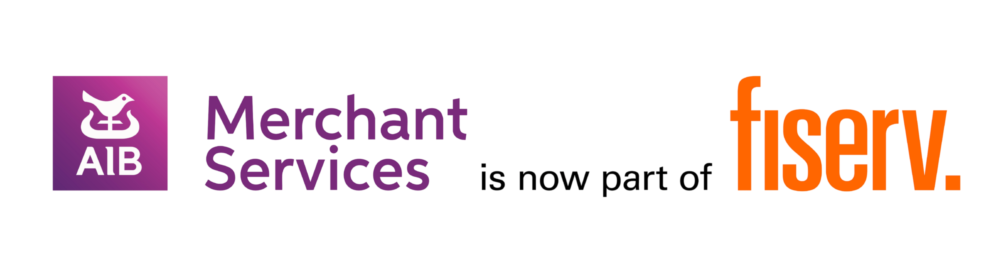 AIB
Merchant
Services
is now part of
fiserv.